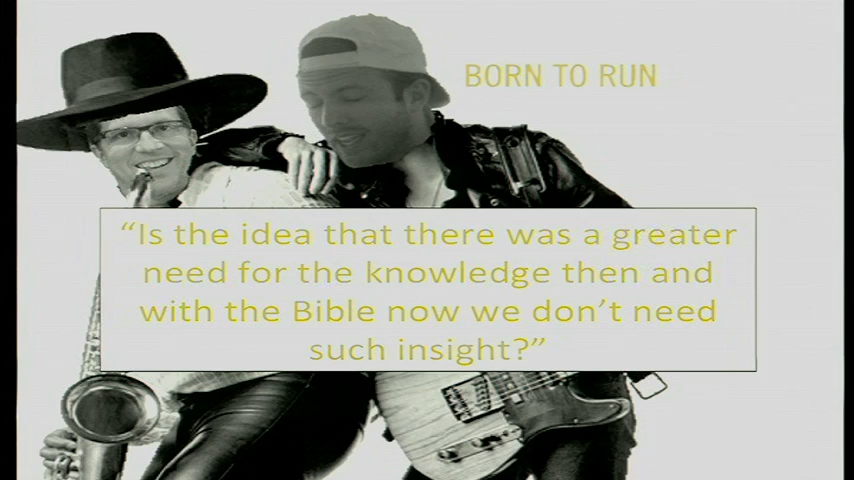 BORN TO RUN
“Is the idea that there was a greater
need for the knowledge then and
with the Bible now we don’t need
such insight?”